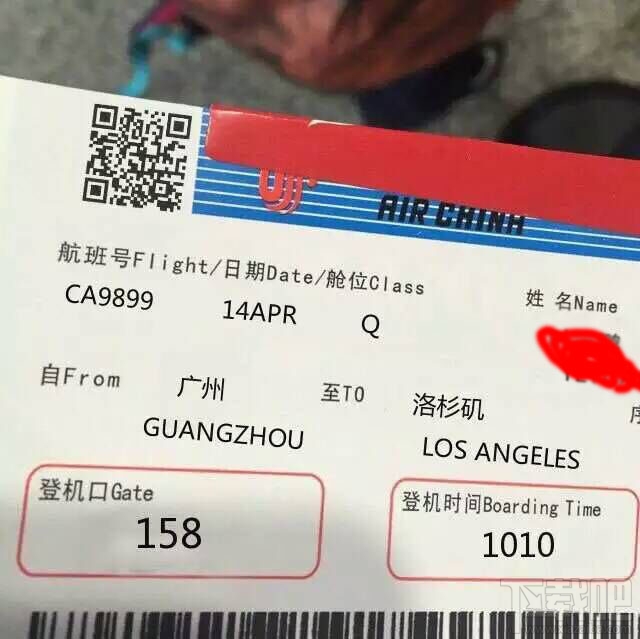 AIR CHINA
航班号Flight/日期Date/舱位Class
姓 名Name
CA9899 14APR Q
自From 广州 至TO 洛杉矶
GUANGZHOU LOS ANGELES
登机口Gate 登机时间Boarding Time
158 1010
下载吧